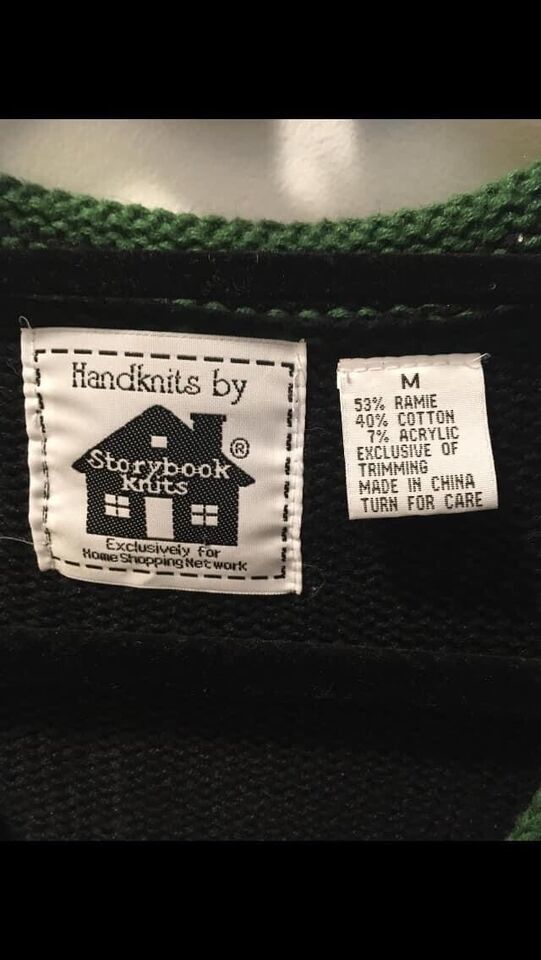 Handknits by
Storybook ®
knits
Exclusively for
Home Shopping Network
M
53% RAMIE
40% COTTON
7% ACRYLIC
EXCLUSIVE OF
TRIMMING
MADE IN CHINA
TURN FOR CARE